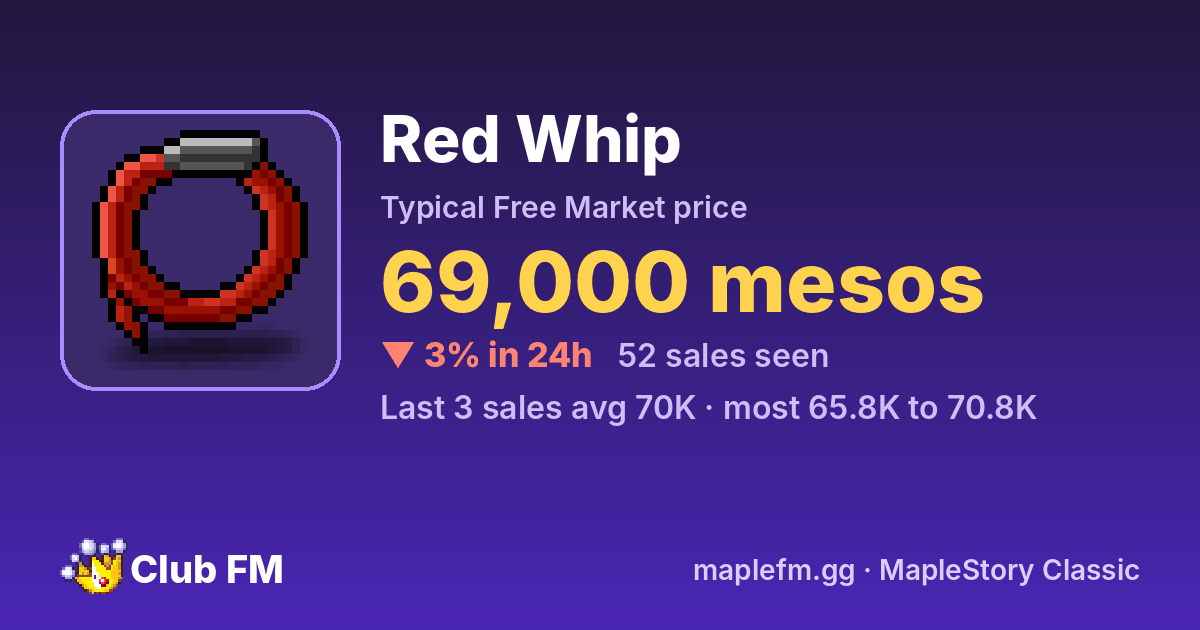 Red Whip
Typical Free Market price
69,000 mesos
▼ 3% in 24h 52 sales seen
Last 3 sales avg 70K · most 65.8K to 70.8K
Club FM
maplefm.gg · MapleStory Classic